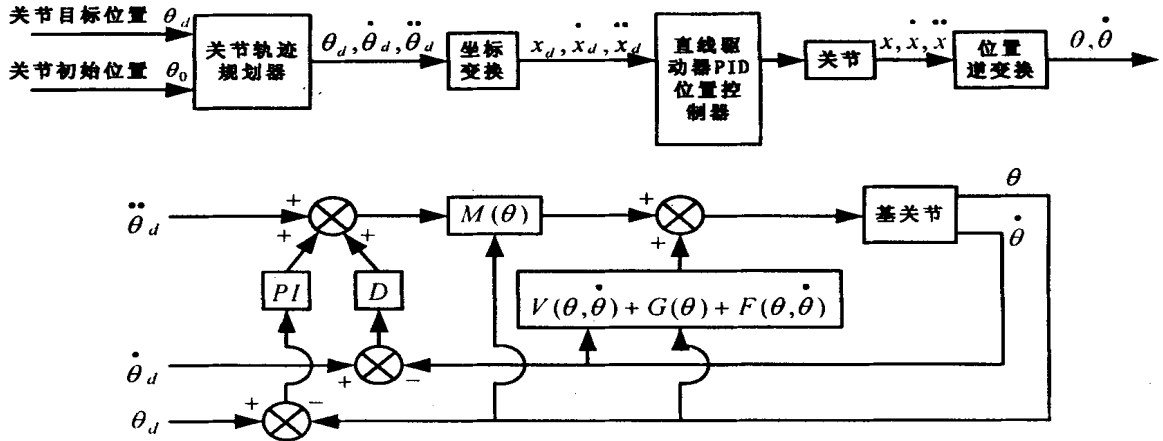 关节目标位置 θd
关节初始位置 θ0
关节轨迹
规划器
θd,θ̇d,θ̈d
坐标
变换
xd,ẋd,ẍd
直线驱
动器PID
位置控
制器
关节
x,ẋ,ẍ
位置
逆变换
θ,θ̇
θ̈d
+
+
+
M(θ)
+
+
基关节
θ
θ̇
PI
D
V(θ,θ̇)+G(θ)+F(θ,θ̇)
θ̇d
+
−
θd
+
−